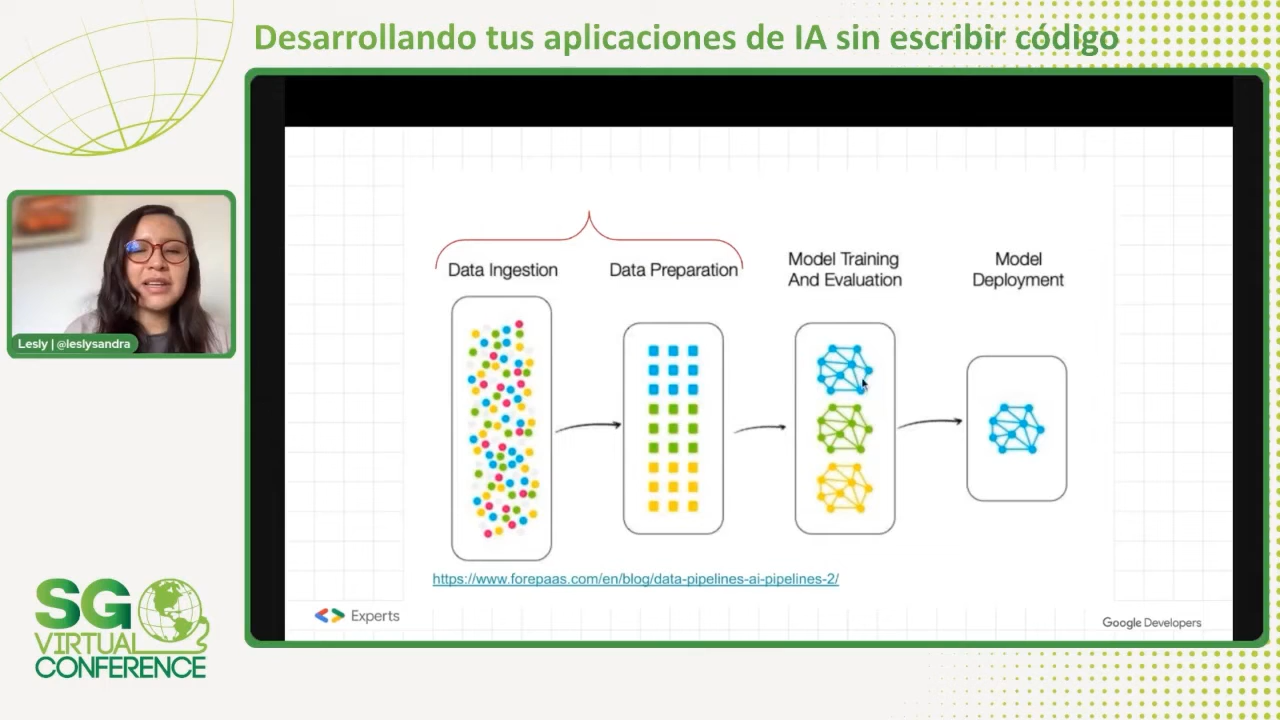 Desarrollando tus aplicaciones de IA sin escribir código
Lesly | @leslysandra
Data Ingestion
Data Preparation
Model Training
And Evaluation
Model
Deployment
https://www.forepaas.com/en/blog/data-pipelines-ai-pipelines-2/
Experts
Google Developers
SG
VIRTUAL
CONFERENCE